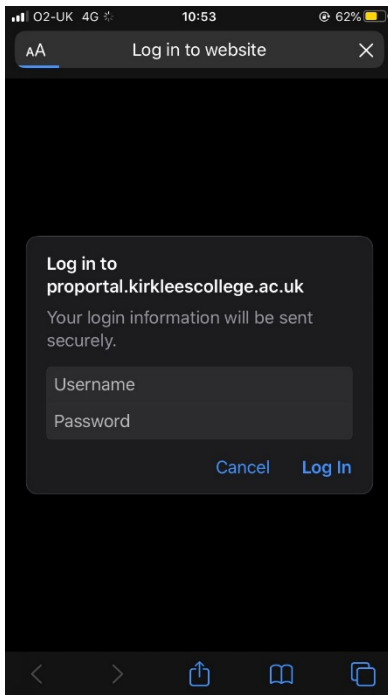 O2-UK 4G 10:53 62%
AA Log in to website
Log in to
proportal.kirkleescollege.ac.uk
Your login information will be sent
securely.
Username
Password
Cancel Log In